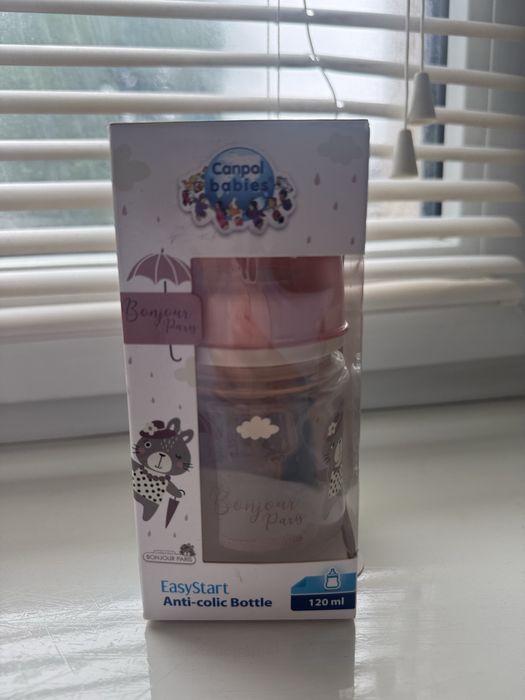 Canpol
babies
Bonjour
Paris
Bonjour
Paris
BONJOUR PARIS
EasyStart
Anti-colic Bottle
120 ml